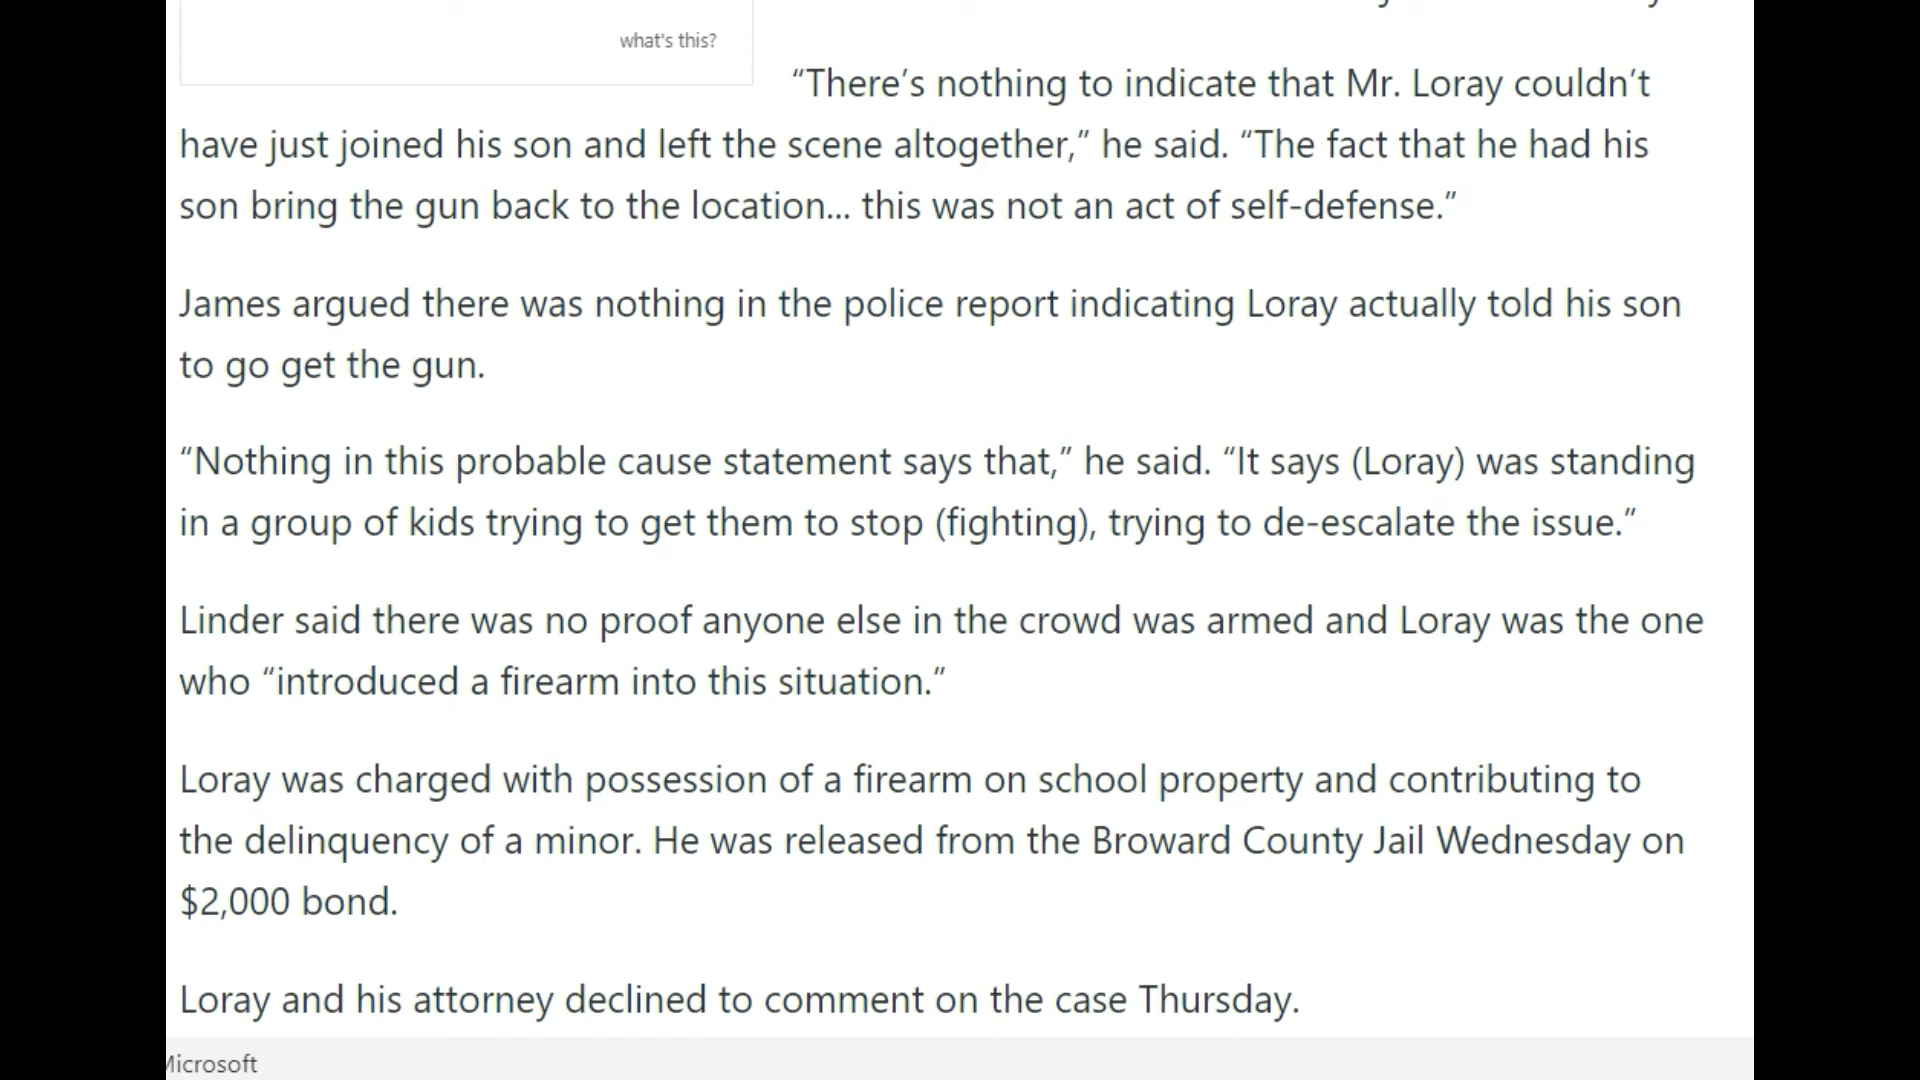 what's this?
“There’s nothing to indicate that Mr. Loray couldn’t
have just joined his son and left the scene altogether,” he said. “The fact that he had his
son bring the gun back to the location... this was not an act of self-defense.”
James argued there was nothing in the police report indicating Loray actually told his son
to go get the gun.
“Nothing in this probable cause statement says that,” he said. “It says (Loray) was standing
in a group of kids trying to get them to stop (fighting), trying to de-escalate the issue.”
Linder said there was no proof anyone else in the crowd was armed and Loray was the one
who “introduced a firearm into this situation.”
Loray was charged with possession of a firearm on school property and contributing to
the delinquency of a minor. He was released from the Broward County Jail Wednesday on
$2,000 bond.
Loray and his attorney declined to comment on the case Thursday.
Microsoft